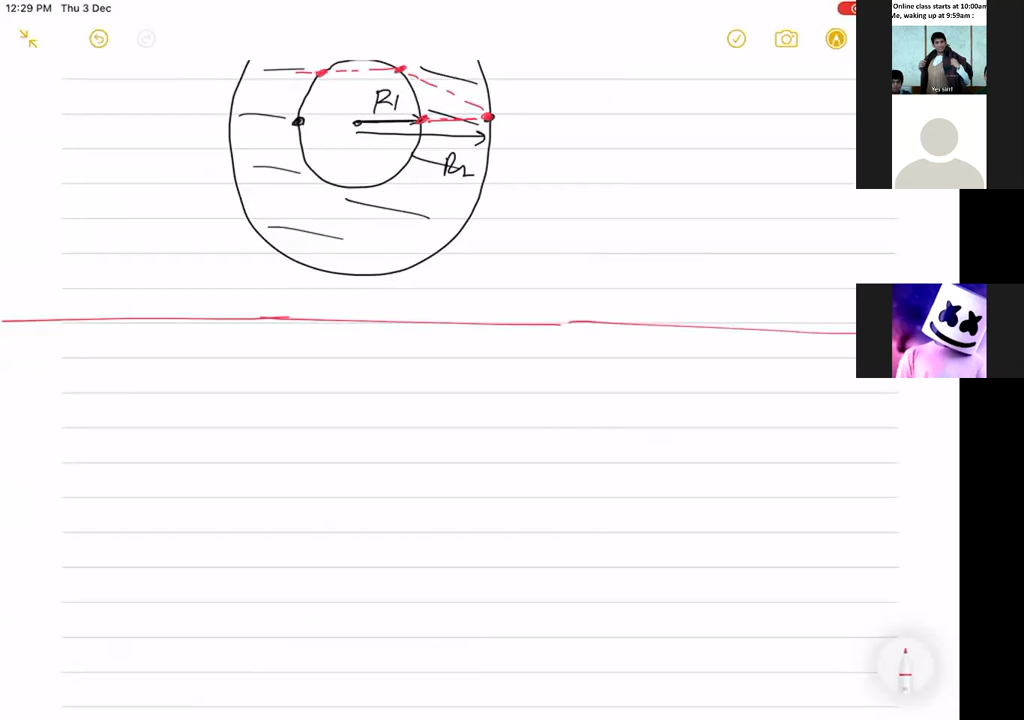 12:29 PM Thu 3 Dec
"Online class starts at 10:00am
Me, waking up at 9:59am :
Yes sir!
R1
R2